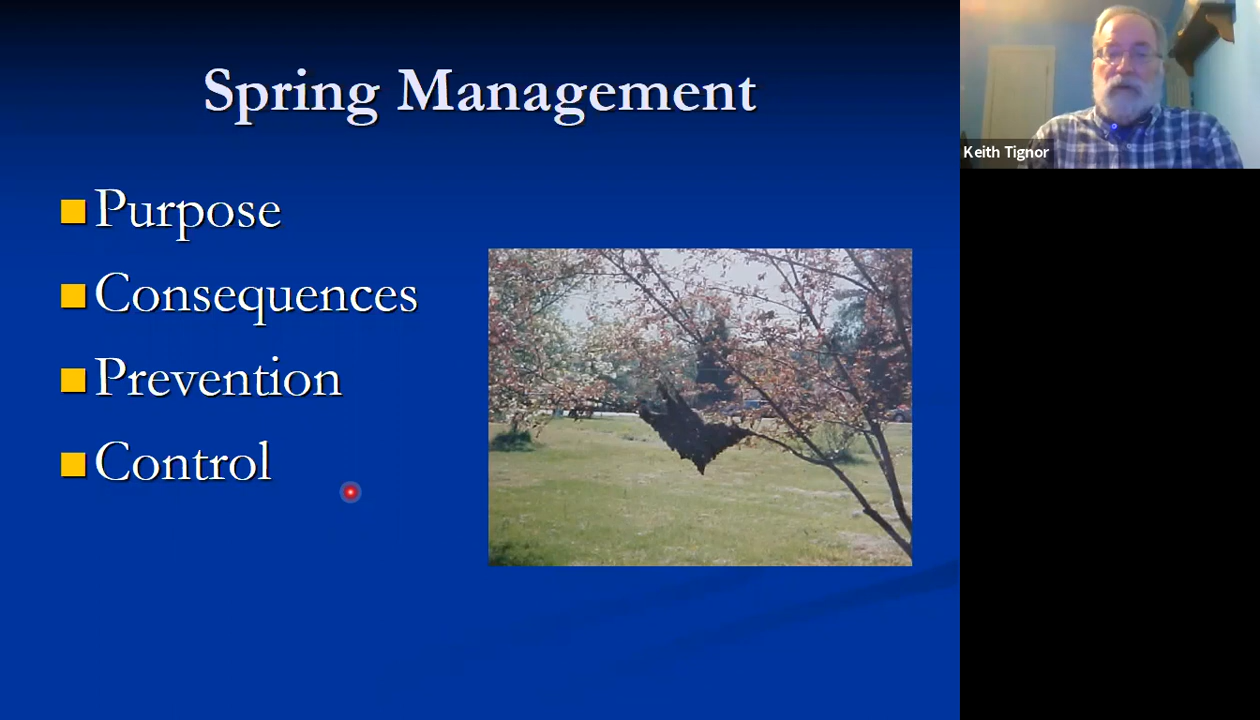 Spring Management
Purpose
Consequences
Prevention
Control
Keith Tignor